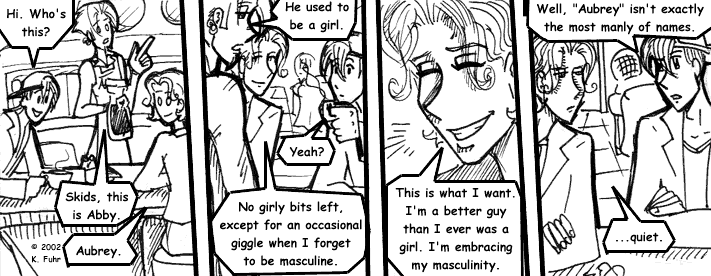 Hi. Who's
this?
Skids, this
is Abby.
Aubrey.
© 2002
K. Fuhr
He used to
be a girl.
Yeah?
No girly bits left,
except for an occasional
giggle when I forget
to be masculine.
This is what I want.
I'm a better guy
than I ever was a
girl. I'm embracing
my masculinity.
Well, "Aubrey" isn't exactly
the most manly of names.
...quiet.